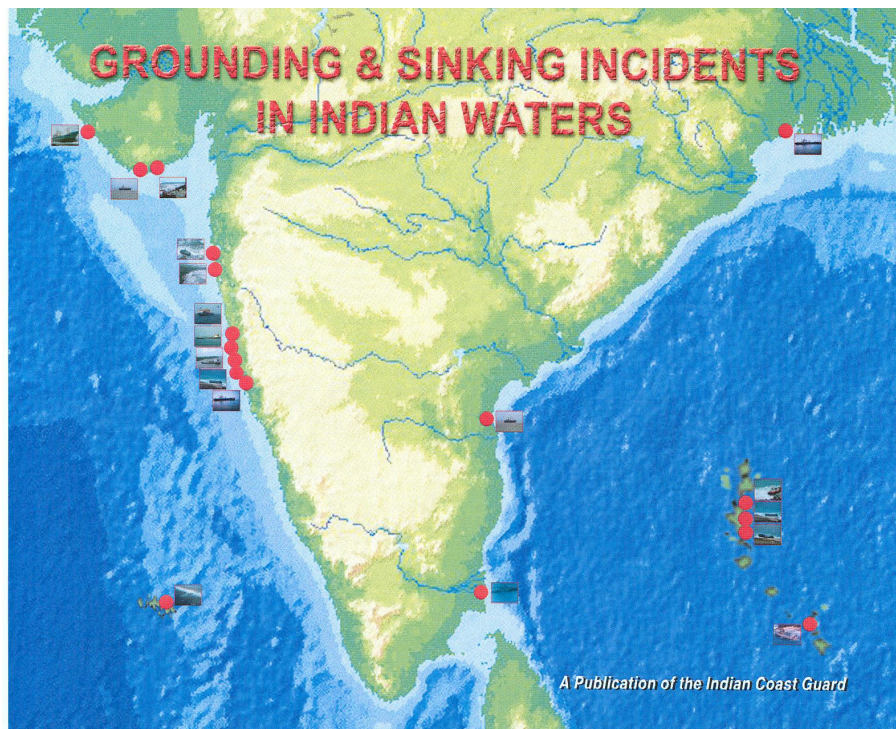 GROUNDING & SINKING INCIDENTS
IN INDIAN WATERS
A Publication of the Indian Coast Guard